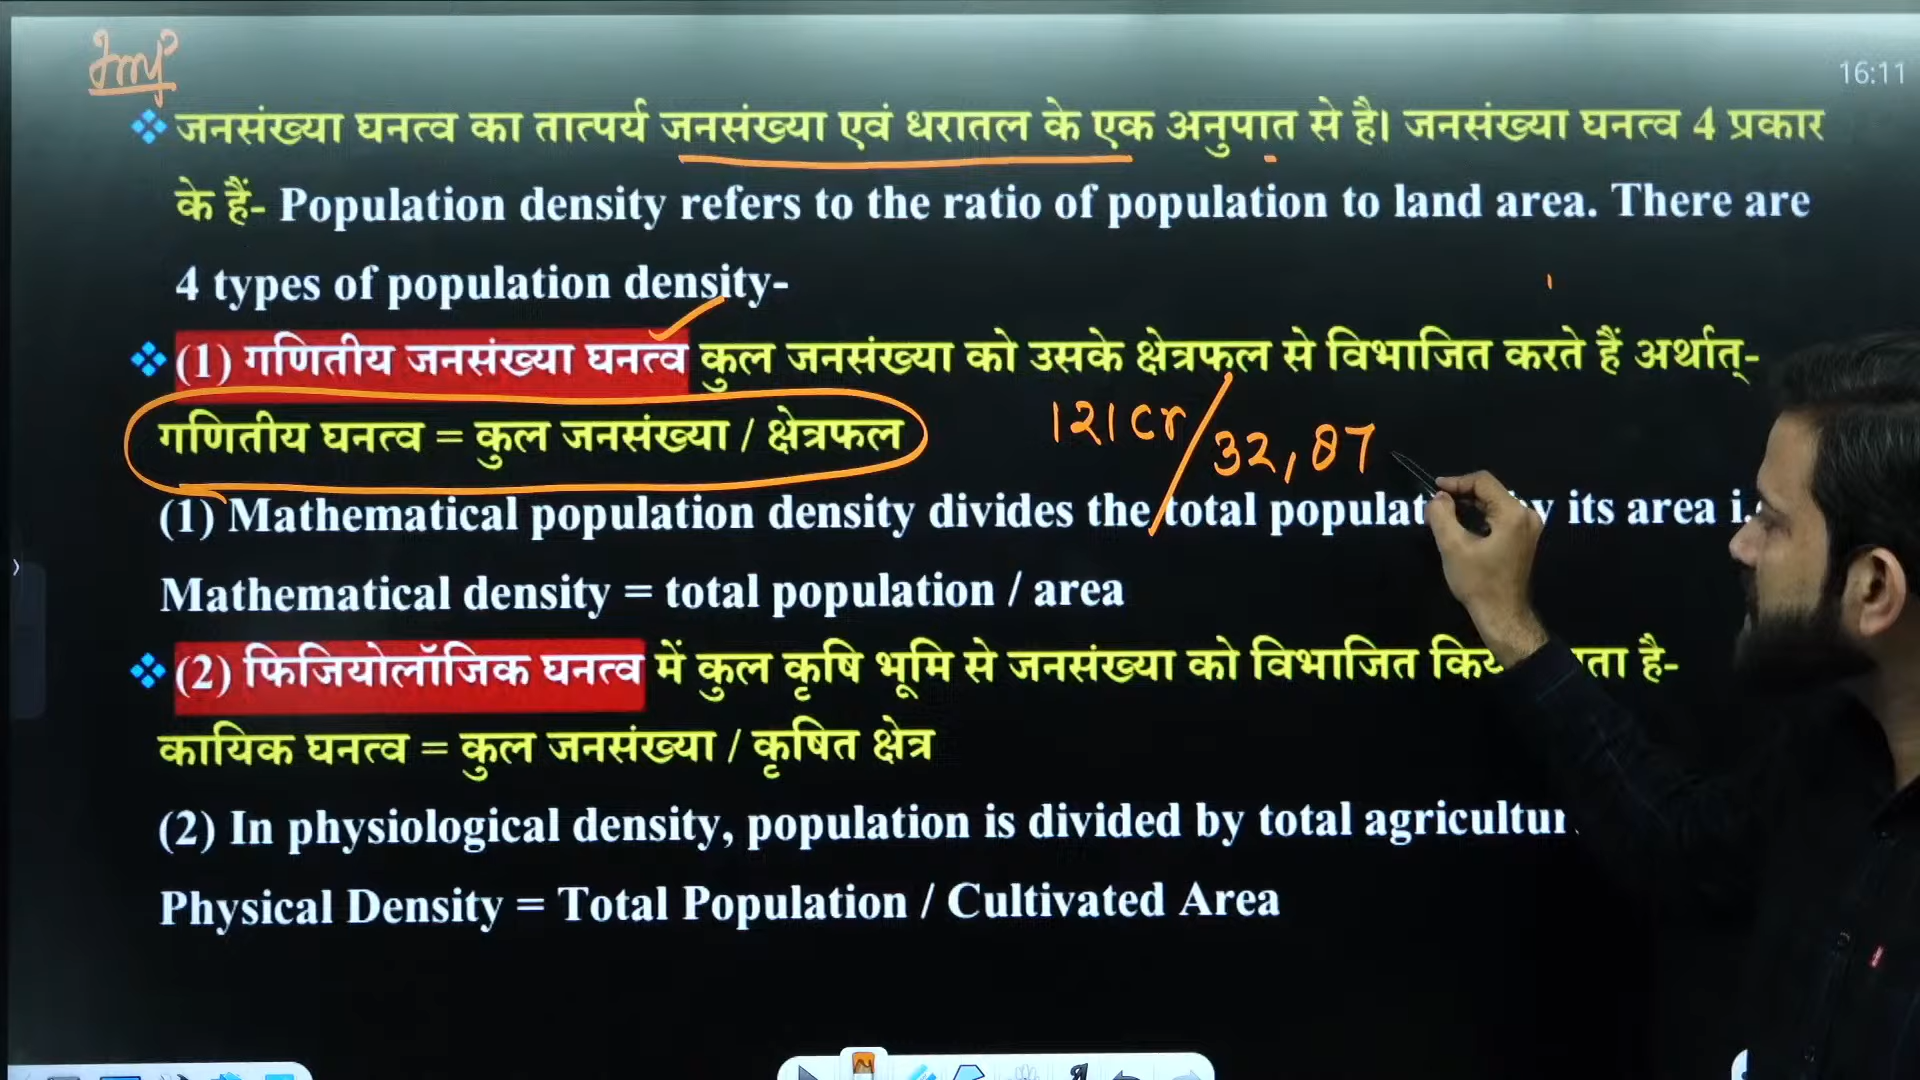 Imp
16:11
जनसंख्या घनत्व का तात्पर्य जनसंख्या एवं धरातल के एक अनुपात से है। जनसंख्या घनत्व 4 प्रकार
के हैं- Population density refers to the ratio of population to land area. There are
4 types of population density-
(1) गणितीय जनसंख्या घनत्व कुल जनसंख्या को उसके क्षेत्रफल से विभाजित करते हैं अर्थात्-
गणितीय घनत्व = कुल जनसंख्या / क्षेत्रफल
121cr/32,87
(1) Mathematical population density divides the total its area
Mathematical density = total population / area
(2) फिजियोलॉजिक घनत्व में कुल कृषि भूमि से जनसंख्या को विभाजित है-
कायिक घनत्व = कुल जनसंख्या / कृषित क्षेत्र
(2) In physiological density, population is divided by total
Physical Density = Total Population / Cultivated Area